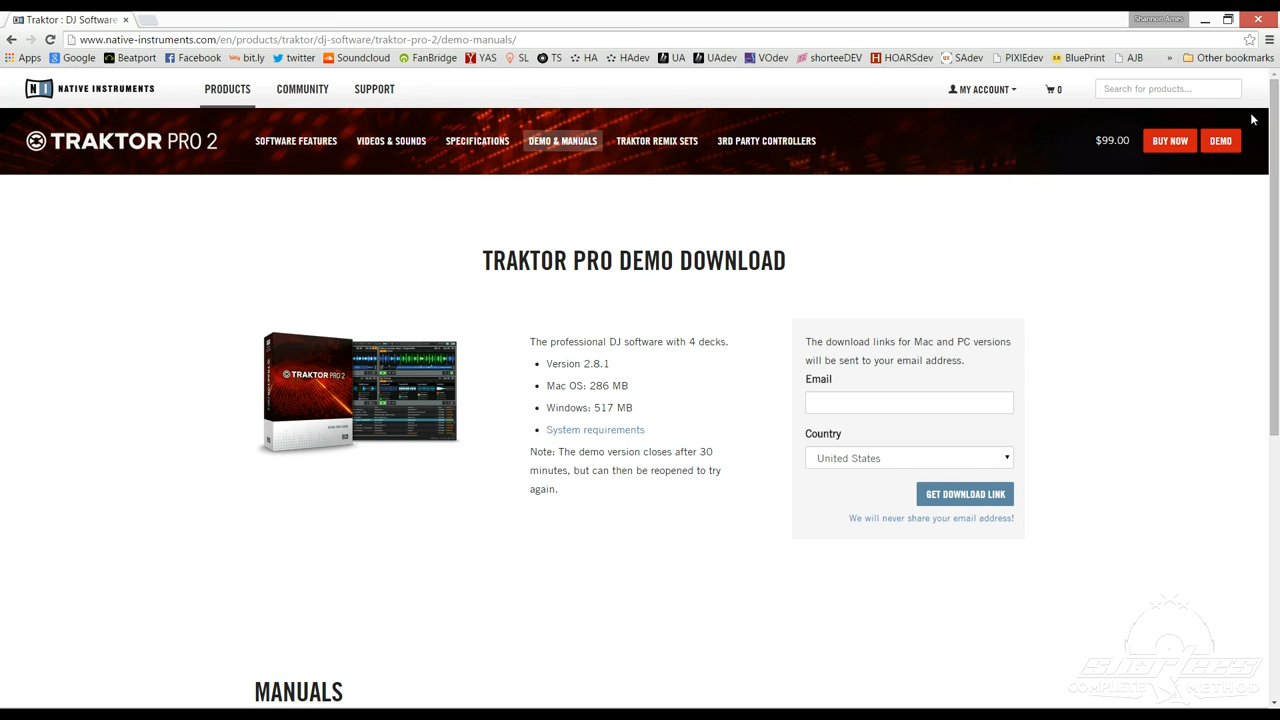 Traktor : DJ Software
Shannon Ames
www.native-instruments.com/en/products/traktor/dj-software/traktor-pro-2/demo-manuals/
Apps Google Beatport Facebook bit.ly twitter Soundcloud FanBridge YAS SL TS HA HAdev UA UAdev VOdev shorteeDEV HOARSdev SAdev PIXIEdev BluePrint AJB » Other bookmarks
NI NATIVE INSTRUMENTS PRODUCTS COMMUNITY SUPPORT MY ACCOUNT 0 Search for products...
TRAKTOR PRO 2 SOFTWARE FEATURES VIDEOS & SOUNDS SPECIFICATIONS DEMO & MANUALS TRAKTOR REMIX SETS 3RD PARTY CONTROLLERS $99.00 BUY NOW DEMO
TRAKTOR PRO DEMO DOWNLOAD
TRAKTOR PRO 2
The professional DJ software with 4 decks.
• Version 2.8.1
• Mac OS: 286 MB
• Windows: 517 MB
• System requirements
Note: The demo version closes after 30
minutes, but can then be reopened to try
again.
The download links for Mac and PC versions
will be sent to your email address.
Email
Country
United States
GET DOWNLOAD LINK
We will never share your email address!
MANUALS
COMPLETE METHOD